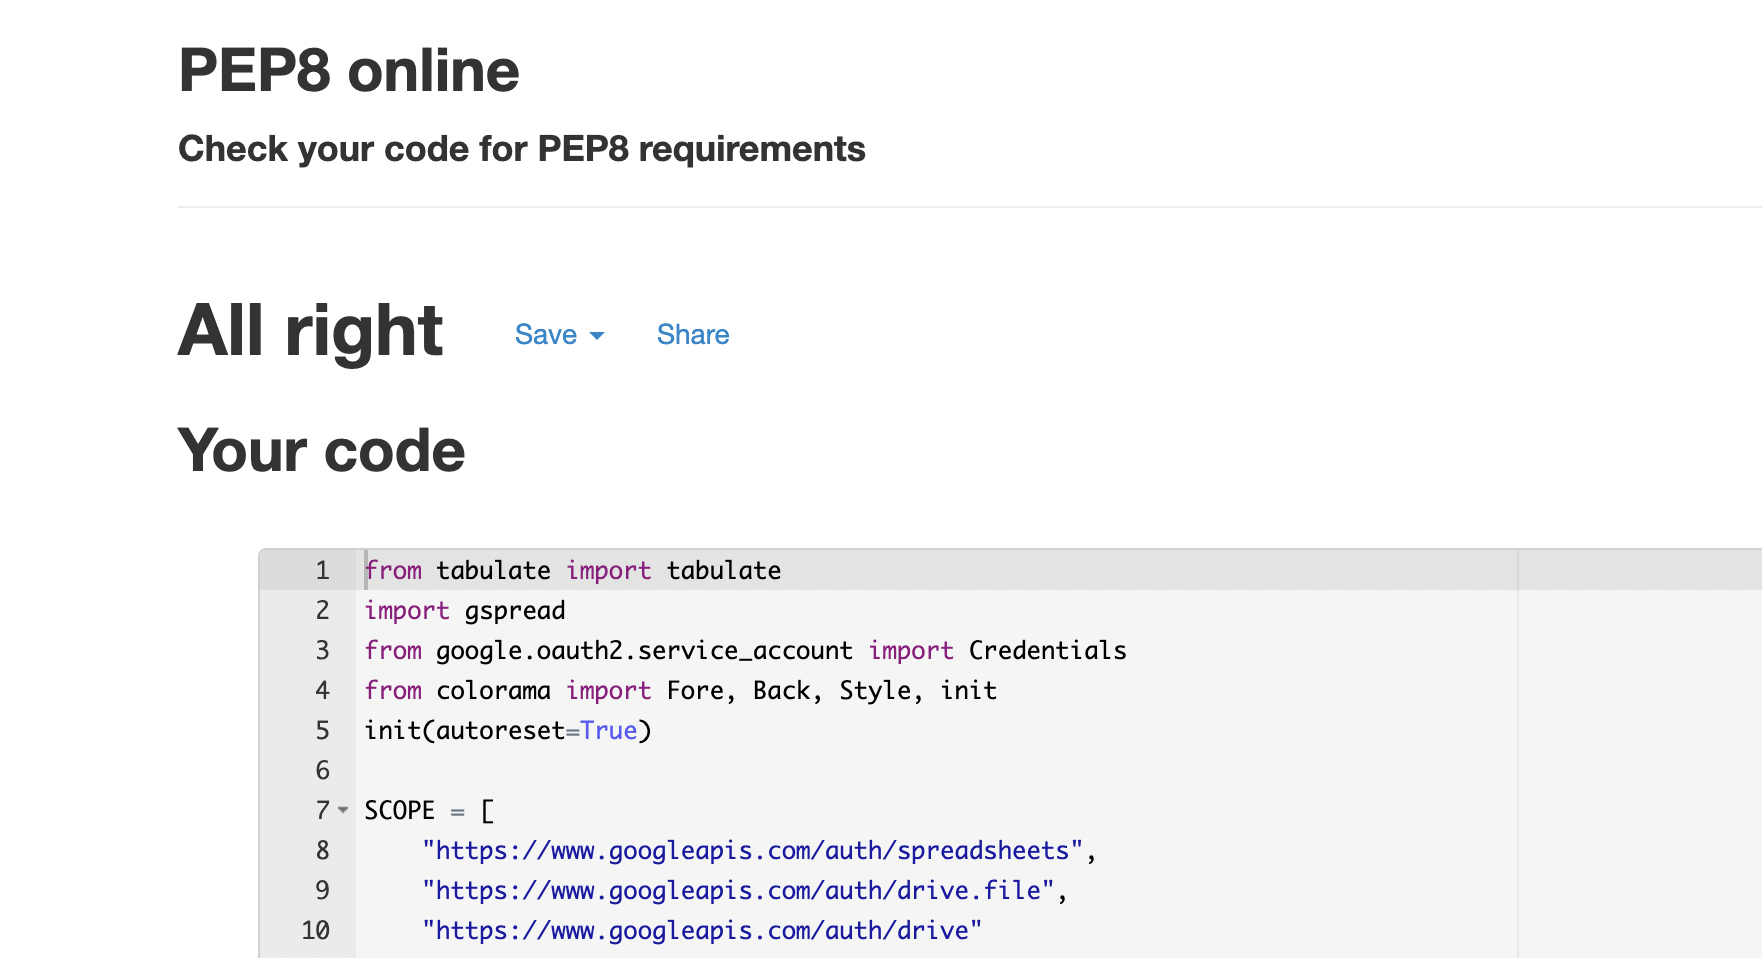 PEP8 online
Check your code for PEP8 requirements
All right Save Share
Your code
1 from tabulate import tabulate
2 import gspread
3 from google.oauth2.service_account import Credentials
4 from colorama import Fore, Back, Style, init
5 init(autoreset=True)
6
7 SCOPE = [
8     "https://www.googleapis.com/auth/spreadsheets",
9     "https://www.googleapis.com/auth/drive.file",
10     "https://www.googleapis.com/auth/drive"